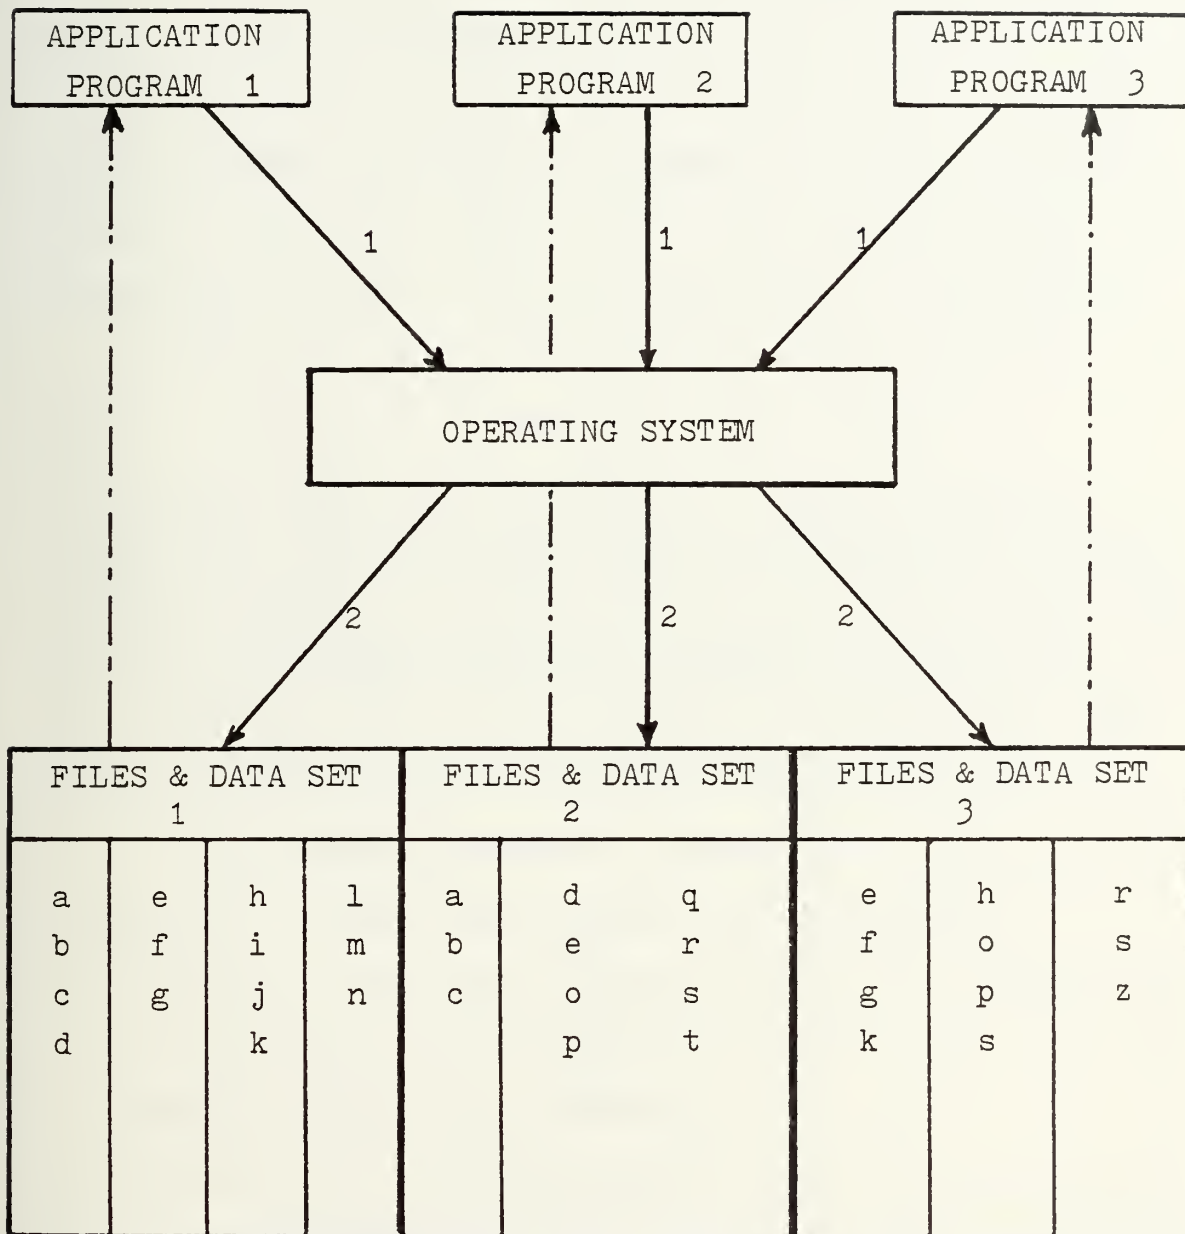 APPLICATION
PROGRAM 1
APPLICATION
PROGRAM 2
APPLICATION
PROGRAM 3
1
1
1
OPERATING SYSTEM
2
2
2
FILES & DATA SET
1
FILES & DATA SET
2
FILES & DATA SET
3
a e h l a d q e h r
b f i m b e r f o s
c g j n c o s g p z
d k p t k s